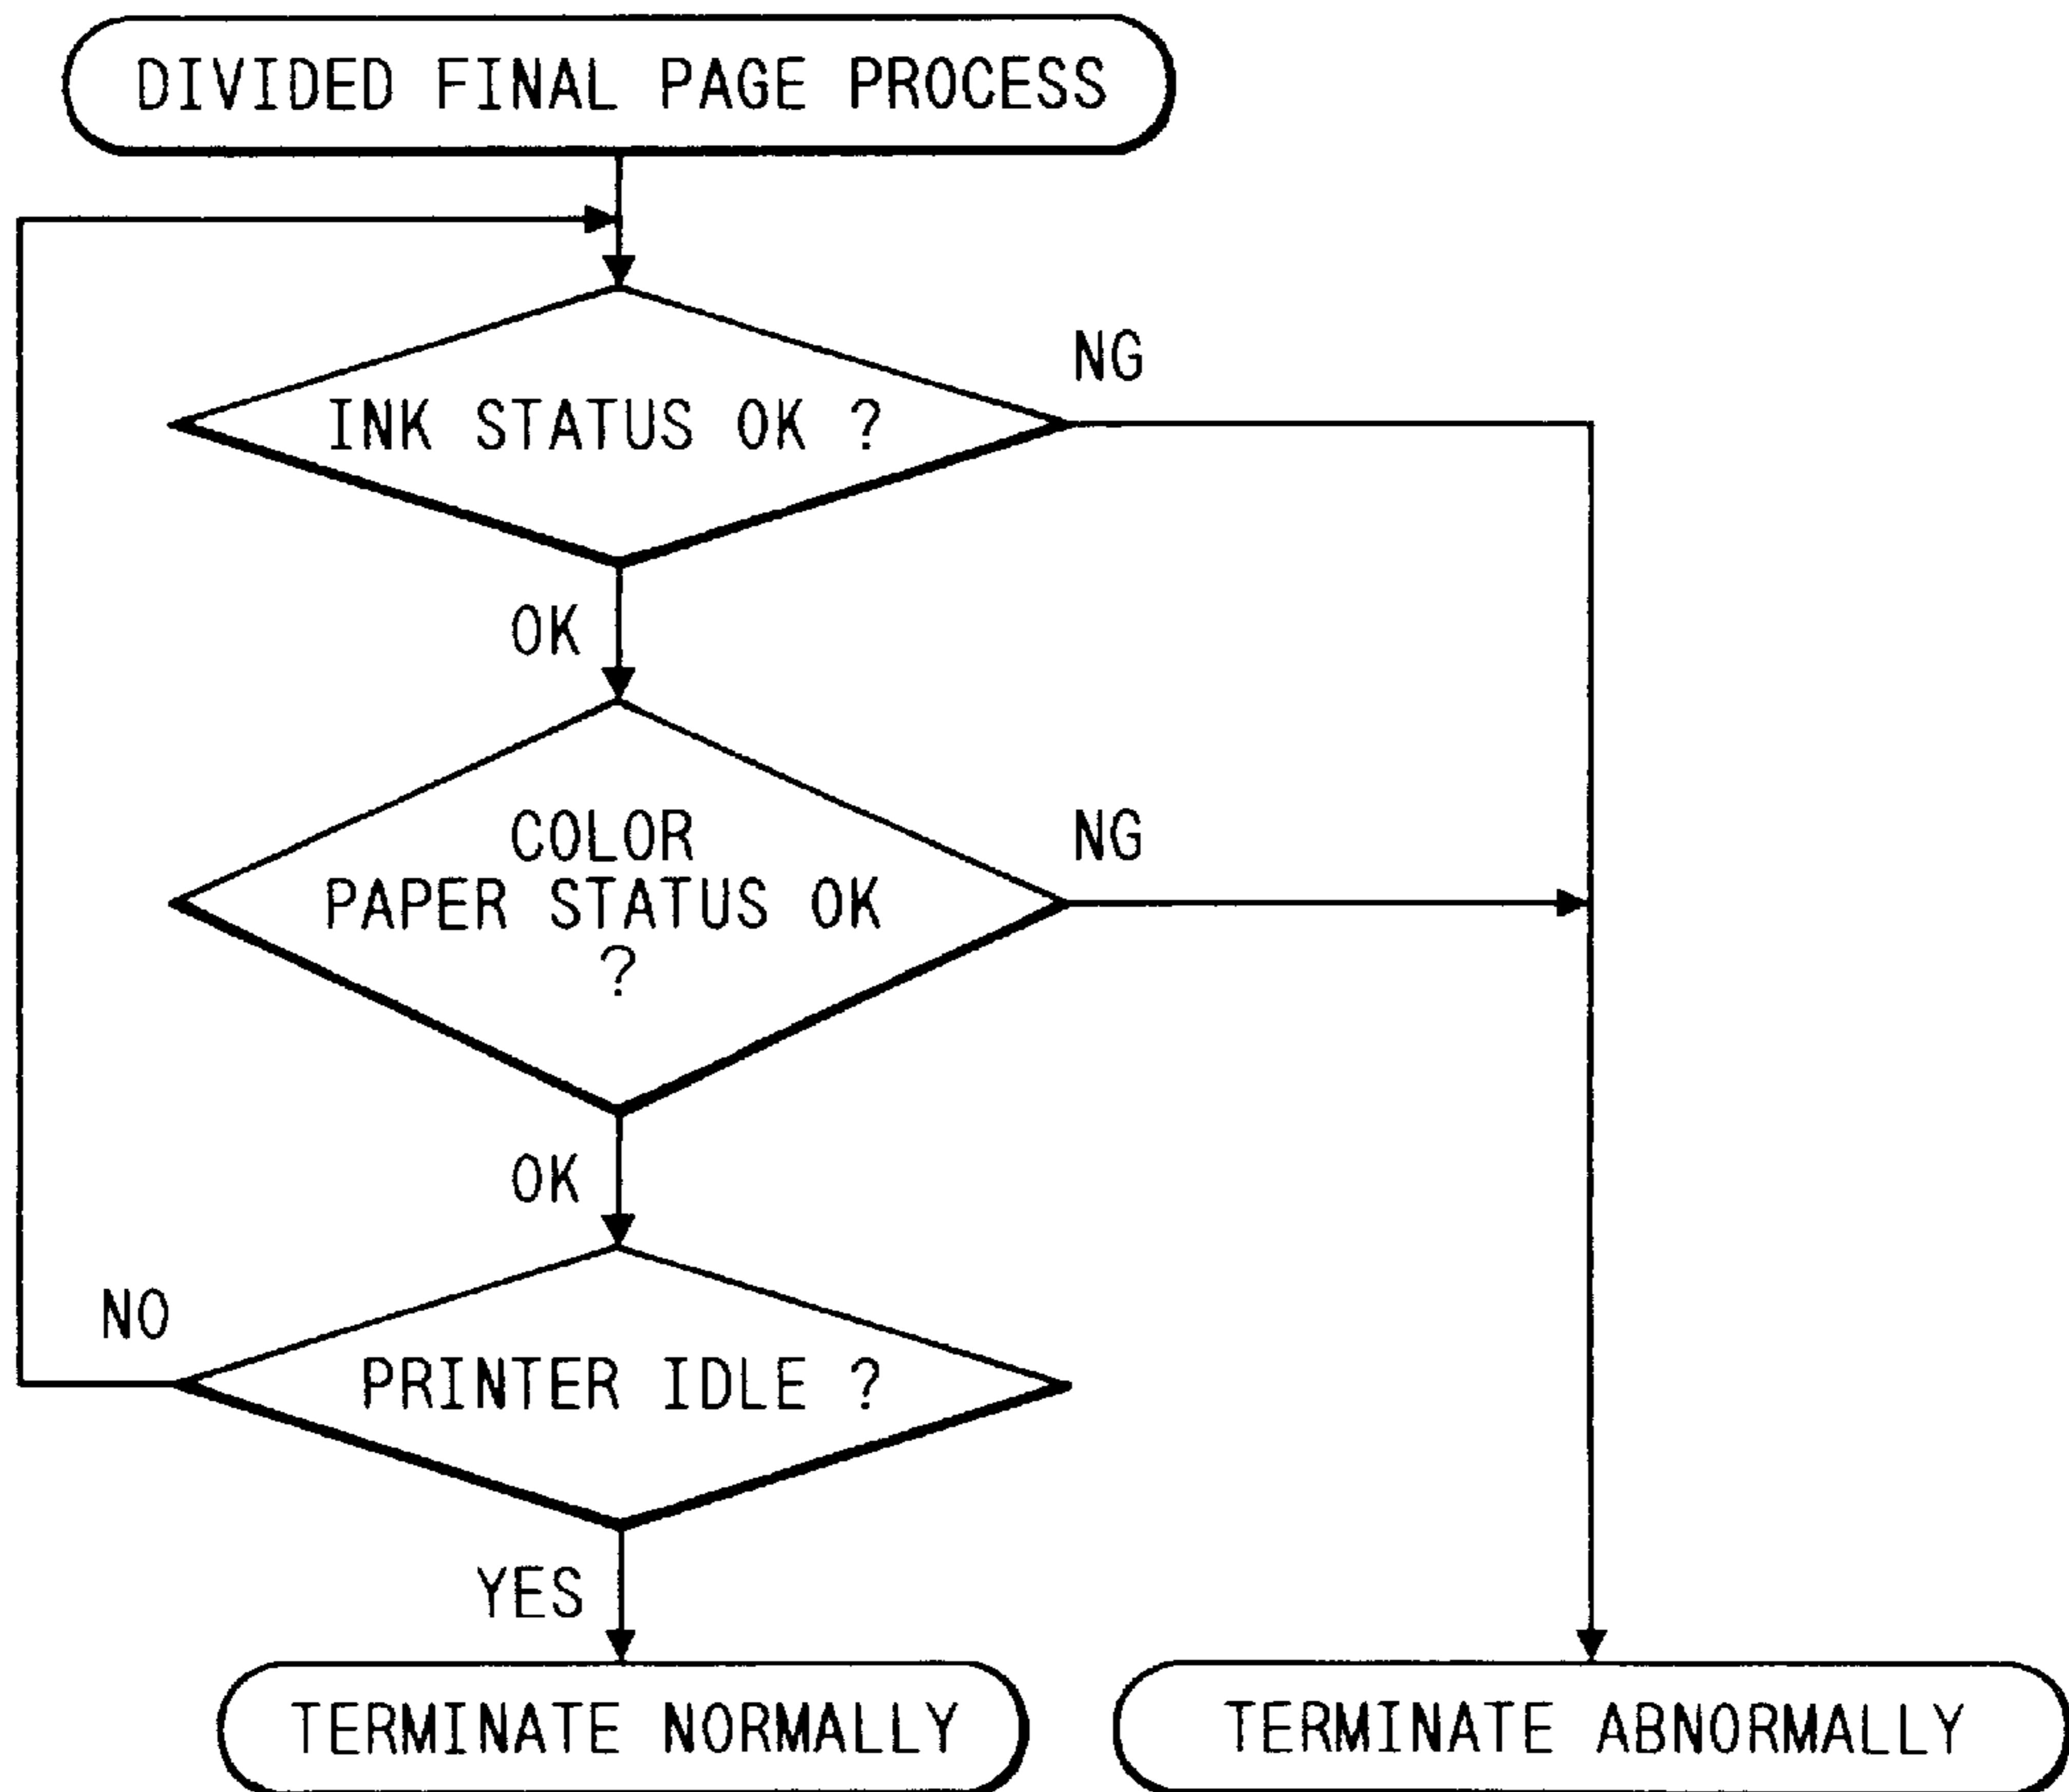 DIVIDED FINAL PAGE PROCESS
NG
INK STATUS OK ?
OK
COLOR
PAPER STATUS OK
?
NG
OK
NO
PRINTER IDLE ?
YES
TERMINATE NORMALLY
TERMINATE ABNORMALLY